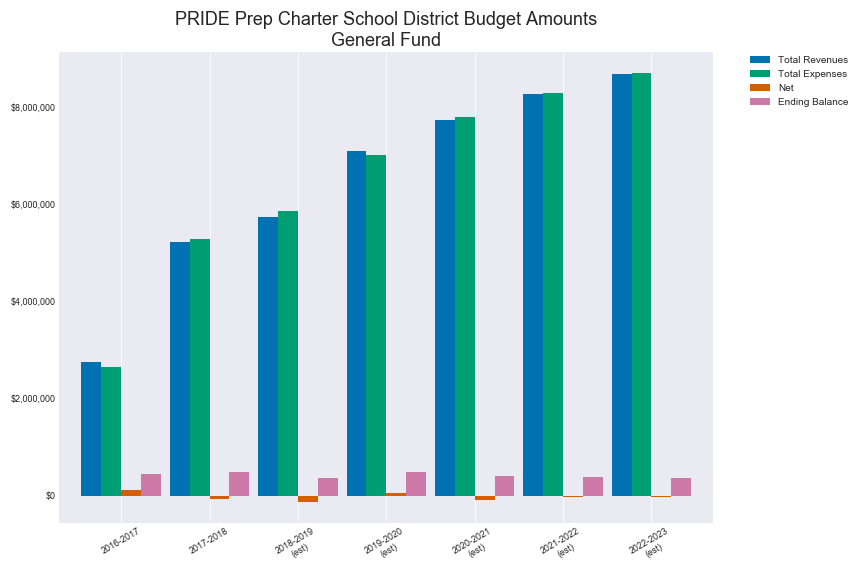 PRIDE Prep Charter School District Budget Amounts
General Fund
Total Revenues
Total Expenses
Net
Ending Balance
$8,000,000
$6,000,000
$4,000,000
$2,000,000
$0
2016-2017
2017-2018
2018-2019
(est)
2019-2020
(est)
2020-2021
(est)
2021-2022
(est)
2022-2023
(est)